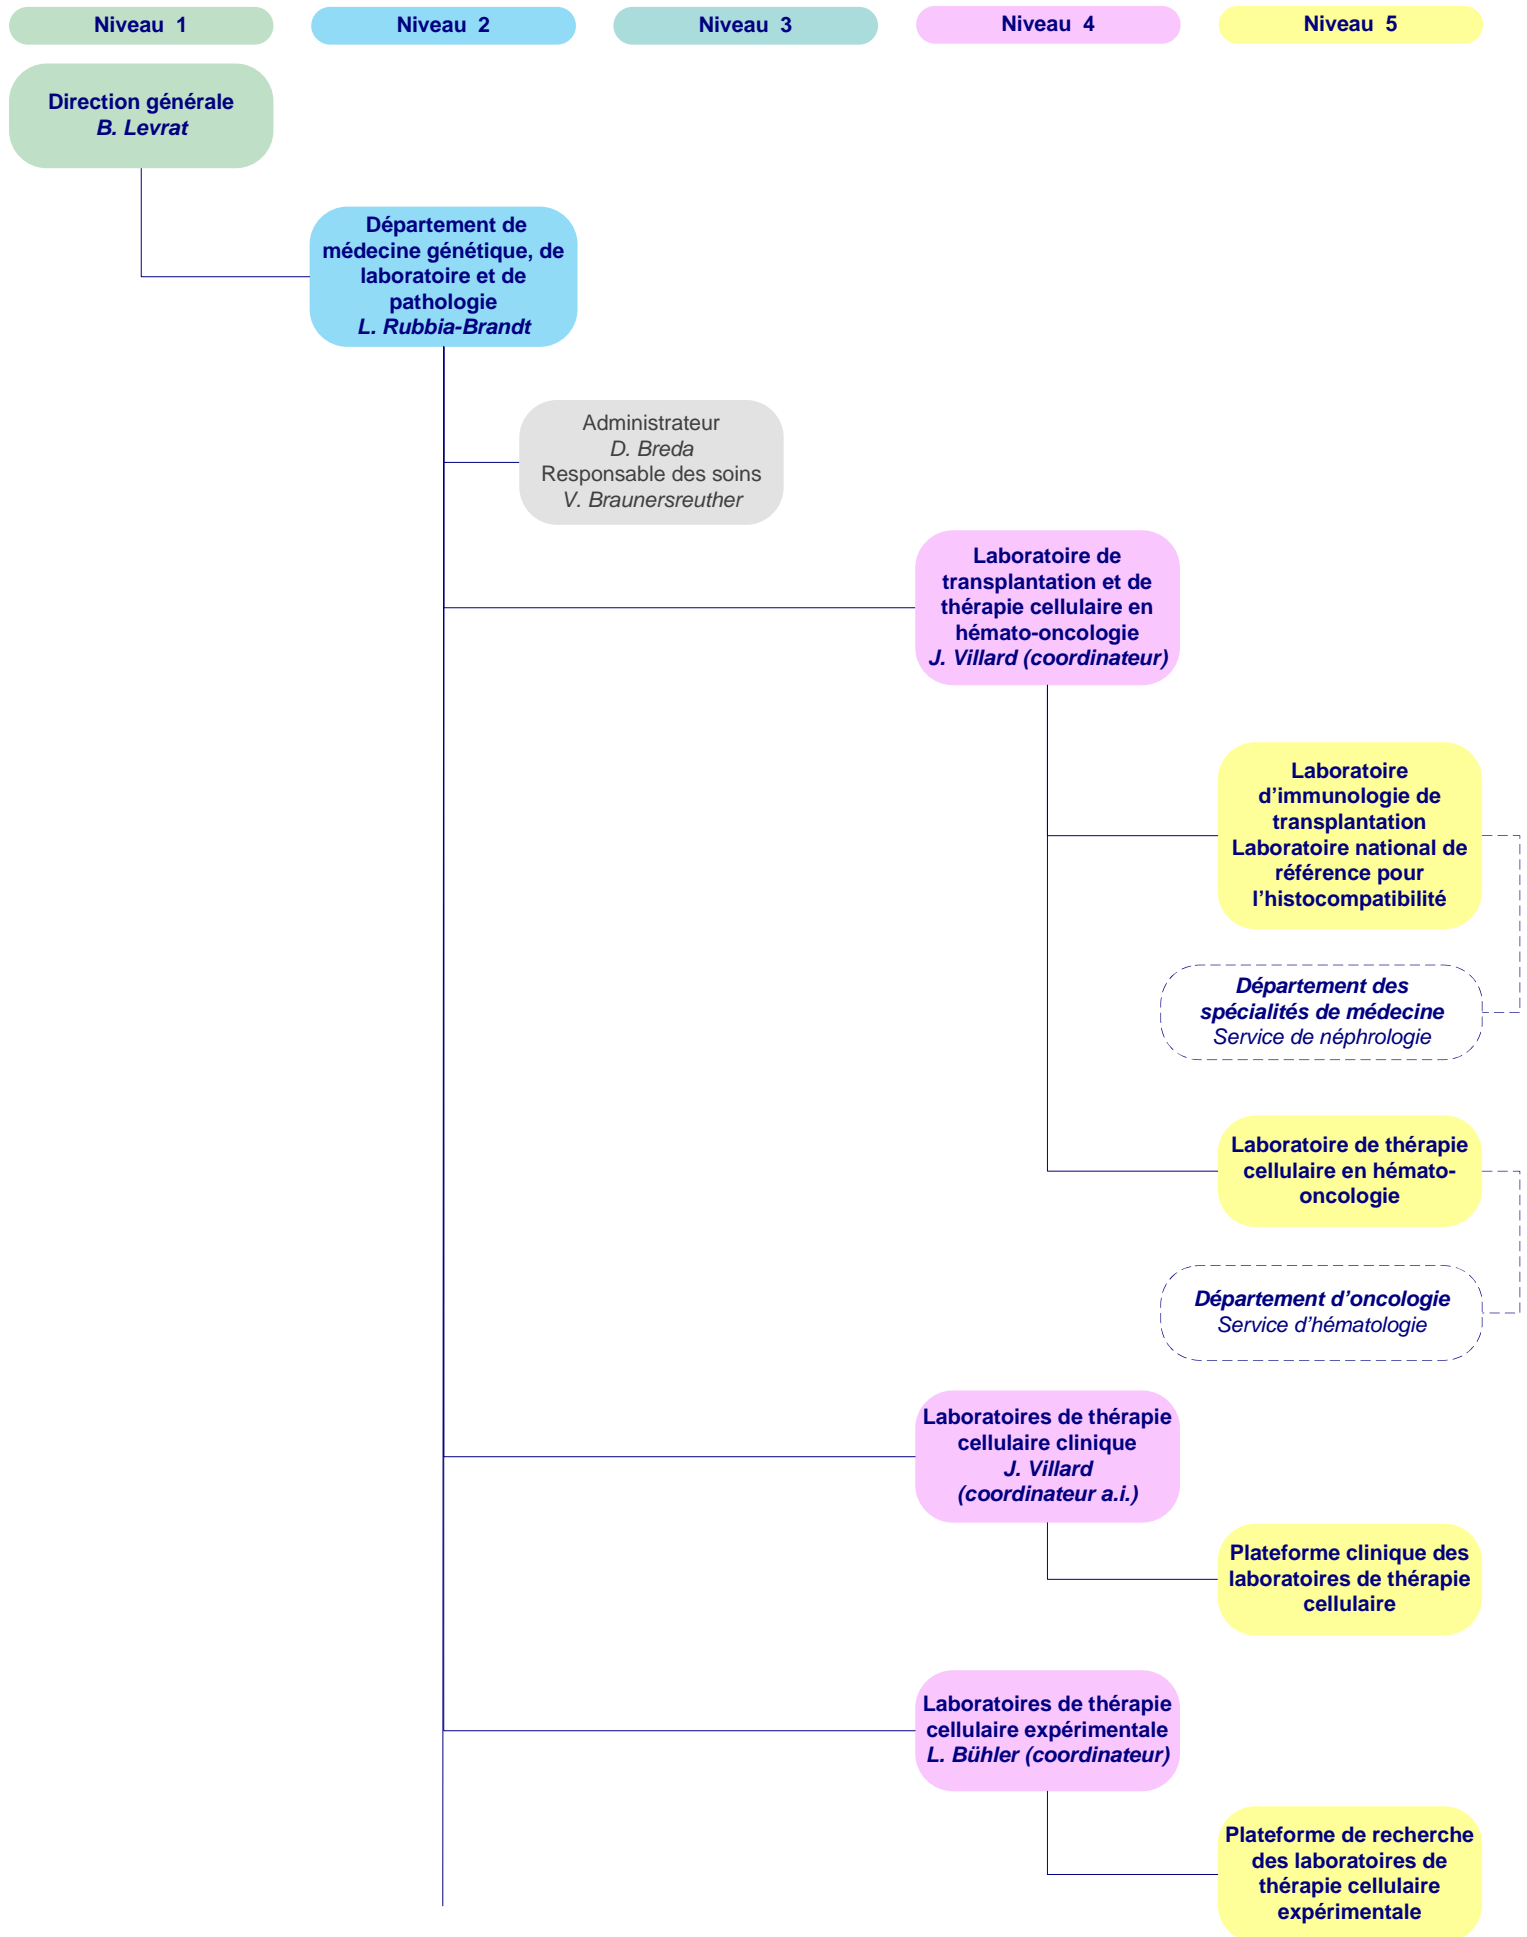 Niveau 1
Niveau 2
Niveau 3
Niveau 4
Niveau 5
Direction générale
B. Levrat
Département de
médecine génétique, de
laboratoire et de
pathologie
L. Rubbia-Brandt
Administrateur
D. Breda
Responsable des soins
V. Braunersreuther
Laboratoire de
transplantation et de
thérapie cellulaire en
hémato-oncologie
J. Villard (coordinateur)
Laboratoire
d’immunologie de
transplantation
Laboratoire national de
référence pour
l’histocompatibilité
Département des
spécialités de médecine
Service de néphrologie
Laboratoire de thérapie
cellulaire en hémato-
oncologie
Département d’oncologie
Service d’hématologie
Laboratoires de thérapie
cellulaire clinique
J. Villard
(coordinateur a.i.)
Plateforme clinique des
laboratoires de thérapie
cellulaire
Laboratoires de thérapie
cellulaire expérimentale
L. Bühler (coordinateur)
Plateforme de recherche
des laboratoires de
thérapie cellulaire
expérimentale